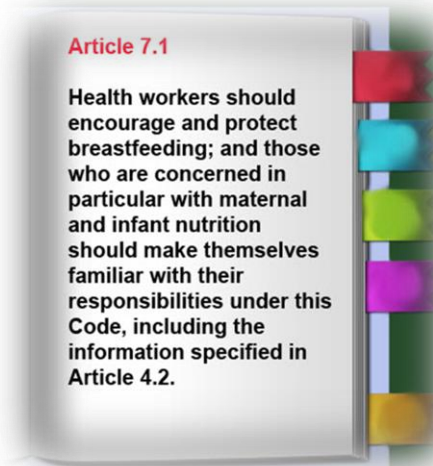 Article 7.1
Health workers should
encourage and protect
breastfeeding; and those
who are concerned in
particular with maternal
and infant nutrition
should make themselves
familiar with their
responsibilities under this
Code, including the
information specified in
Article 4.2.